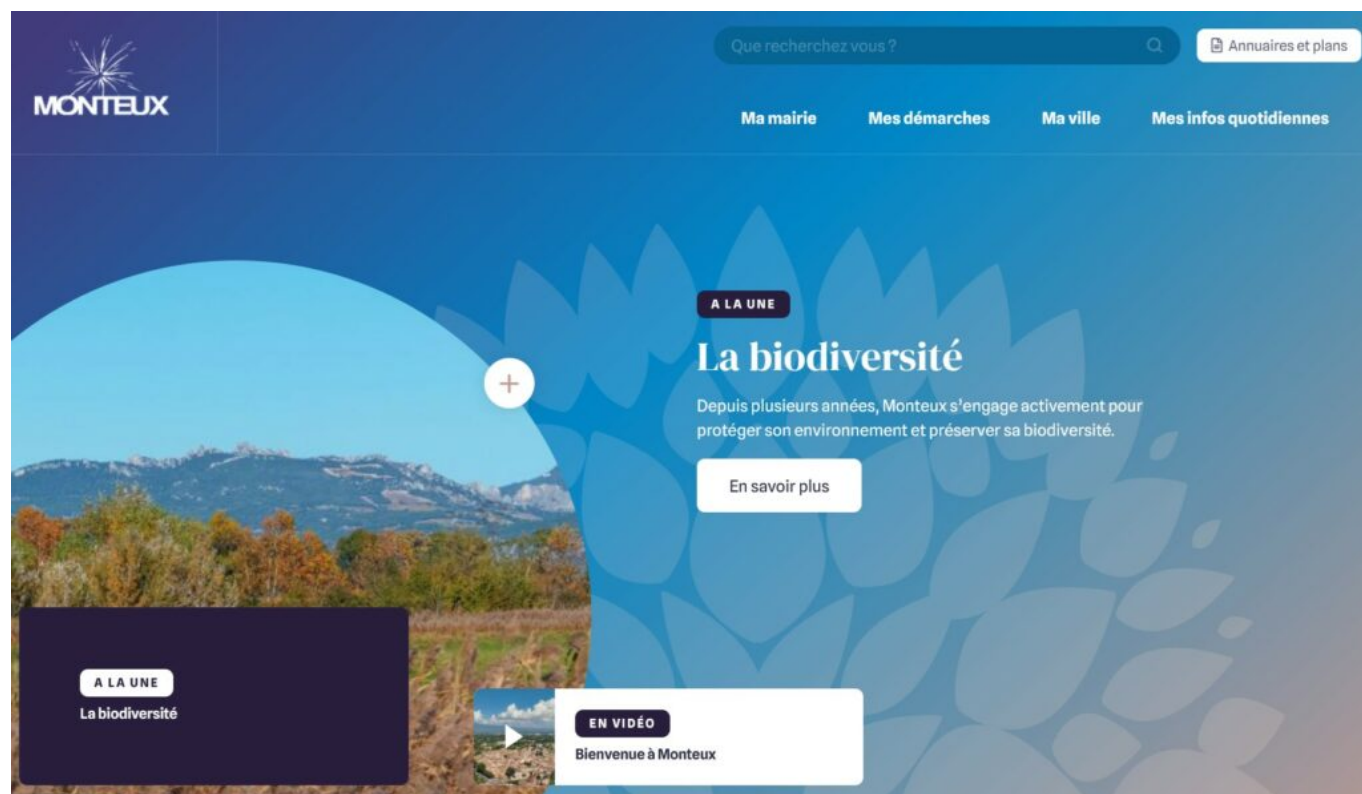 MONTEUX
Que recherchez vous ?
Annuaires et plans
Ma mairie
Mes démarches
Ma ville
Mes infos quotidiennes
A LA UNE
La biodiversité
Depuis plusieurs années, Monteux s'engage activement pour
protéger son environnement et préserver sa biodiversité.
En savoir plus
A LA UNE
La biodiversité
EN VIDÉO
Bienvenue à Monteux